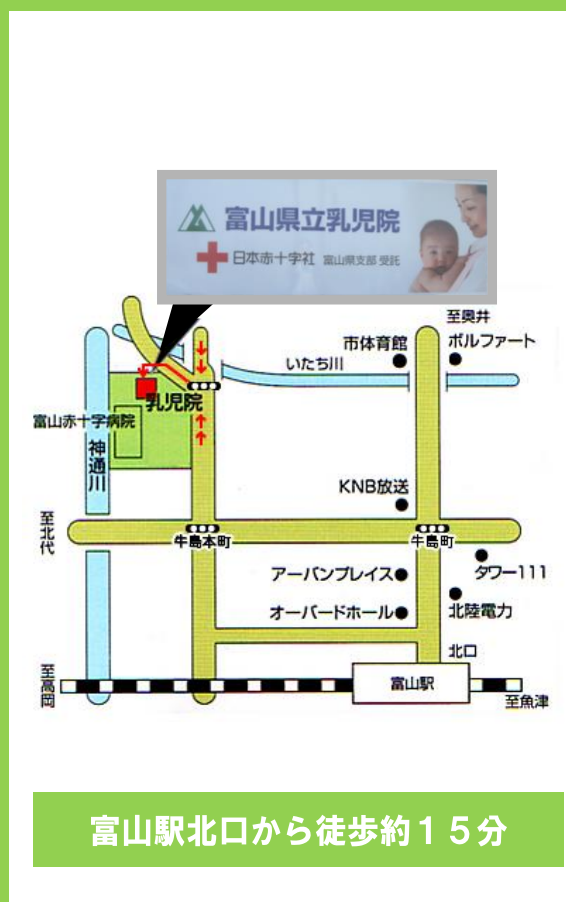 富山県立乳児院
日本赤十字社 富山県支部 受託
至奥井
市体育館
ボルファート
いたち川
乳児院
富山赤十字病院
神通川
KNB放送
至北代
牛島本町
牛島町
アーバンプレイス
タワー111
オーバードホール
北陸電力
北口
至高岡
富山駅
至魚津
富山駅北口から徒歩約15分